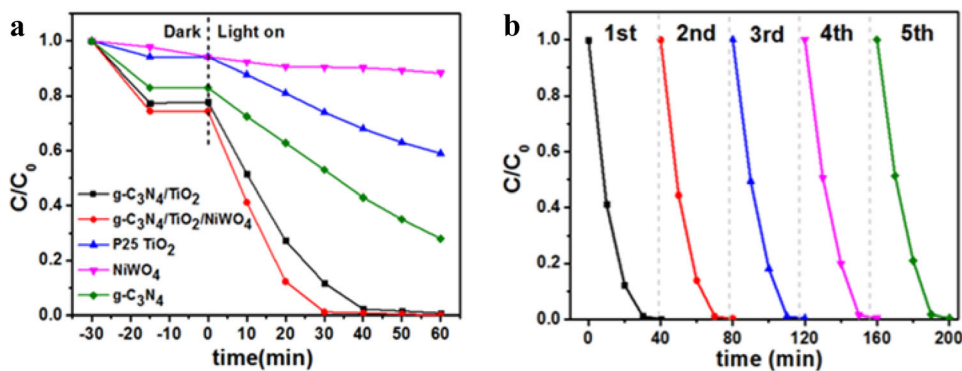 a
Dark Light on
C/C0
1.0
0.8
0.6
0.4
0.2
0.0
g-C3N4/TiO2
g-C3N4/TiO2/NiWO4
P25 TiO2
NiWO4
g-C3N4
-30 -20 -10 0 10 20 30 40 50 60
time(min)
b
1st 2nd 3rd 4th 5th
C/C0
1.0
0.8
0.6
0.4
0.2
0.0
0 40 80 120 160 200
time (min)